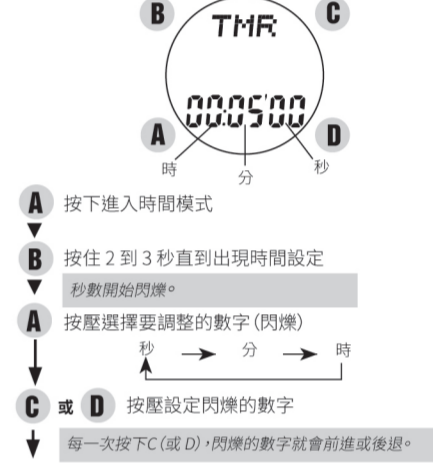 B
C
TMR
00:05'00
A
D
時
分
秒
A 按下進入時間模式
B 按住 2 到 3 秒直到出現時間設定
秒數開始閃爍。
A 按壓選擇要調整的數字(閃爍)
秒 → 分 → 時
C 或 D 按壓設定閃爍的數字
每一次按下C(或 D),閃爍的數字就會前進或後退。